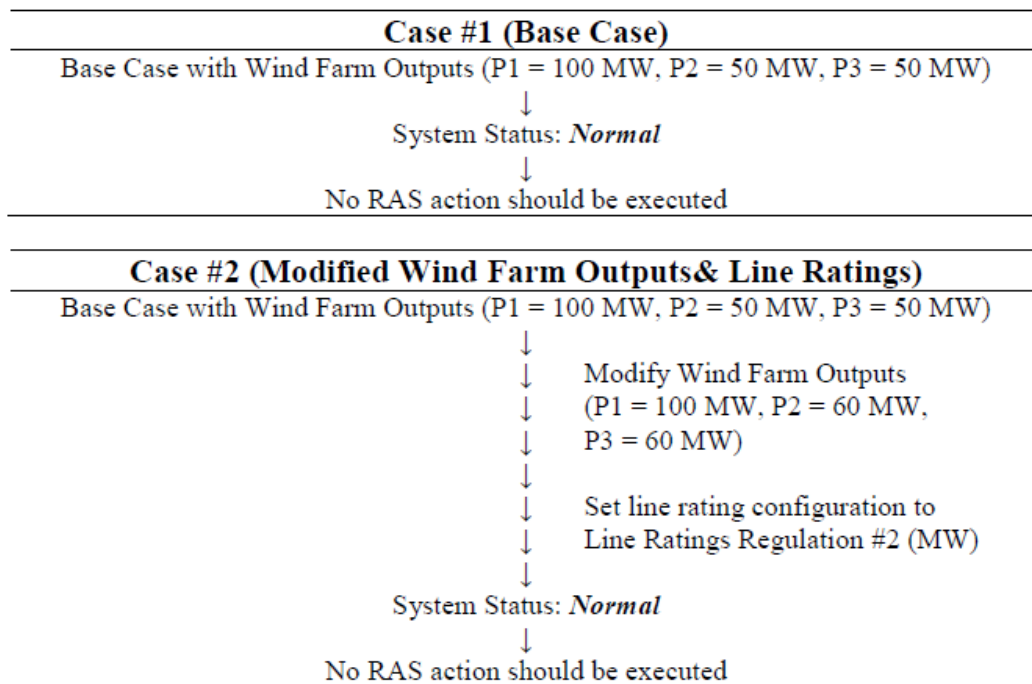 Case #1 (Base Case)
Base Case with Wind Farm Outputs (P1 = 100 MW, P2 = 50 MW, P3 = 50 MW)
↓
System Status: Normal
↓
No RAS action should be executed
Case #2 (Modified Wind Farm Outputs& Line Ratings)
Base Case with Wind Farm Outputs (P1 = 100 MW, P2 = 50 MW, P3 = 50 MW)
↓
↓ Modify Wind Farm Outputs
↓ (P1 = 100 MW, P2 = 60 MW,
↓ P3 = 60 MW)
↓
↓ Set line rating configuration to
↓ Line Ratings Regulation #2 (MW)
↓
System Status: Normal
↓
No RAS action should be executed